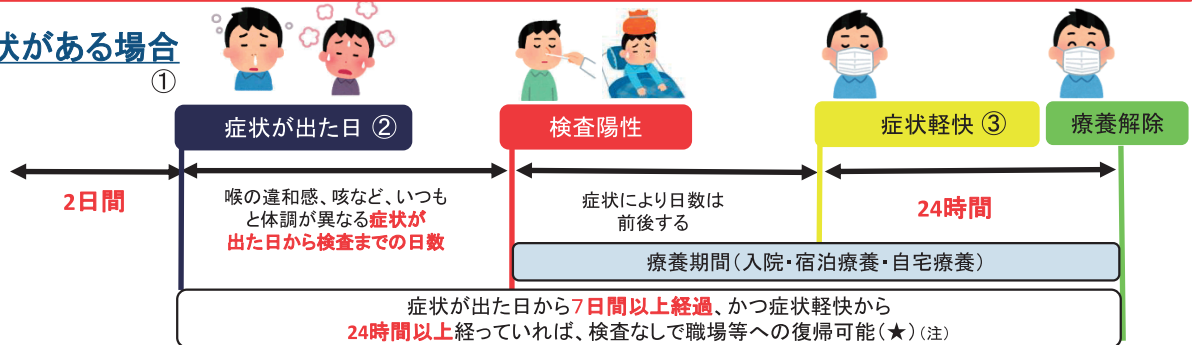 状がある場合
①
症状が出た日 ②
検査陽性
症状軽快 ③
療養解除
2日間
喉の違和感、咳など、いつも
と体調が異なる症状が
出た日から検査までの日数
症状により日数は
前後する
24時間
療養期間(入院・宿泊療養・自宅療養)
症状が出た日から7日間以上経過、かつ症状軽快から
24時間以上経っていれば、検査なしで職場等への復帰可能(★)(注)